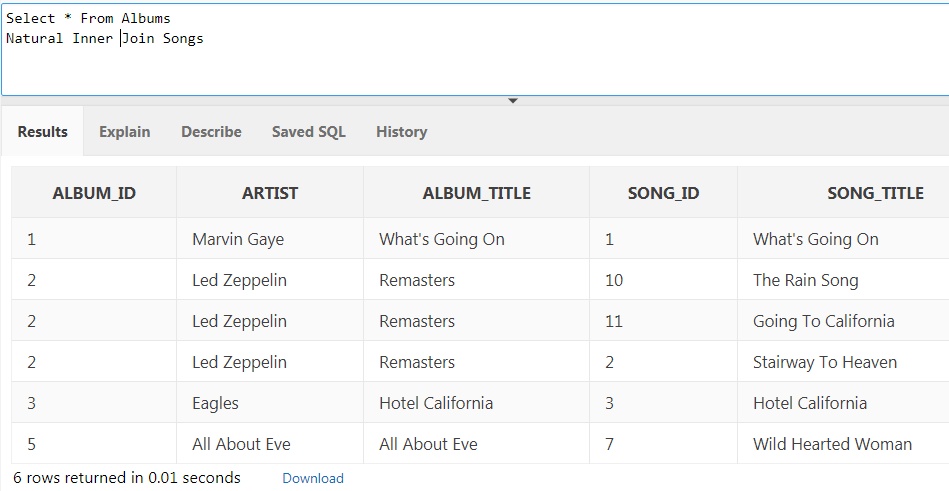 Select * From Albums
Natural Inner Join Songs
Results Explain Describe Saved SQL History
ALBUM_ID ARTIST ALBUM_TITLE SONG_ID SONG_TITLE
1 Marvin Gaye What's Going On 1 What's Going On
2 Led Zeppelin Remasters 10 The Rain Song
2 Led Zeppelin Remasters 11 Going To California
2 Led Zeppelin Remasters 2 Stairway To Heaven
3 Eagles Hotel California 3 Hotel California
5 All About Eve All About Eve 7 Wild Hearted Woman
6 rows returned in 0.01 seconds Download